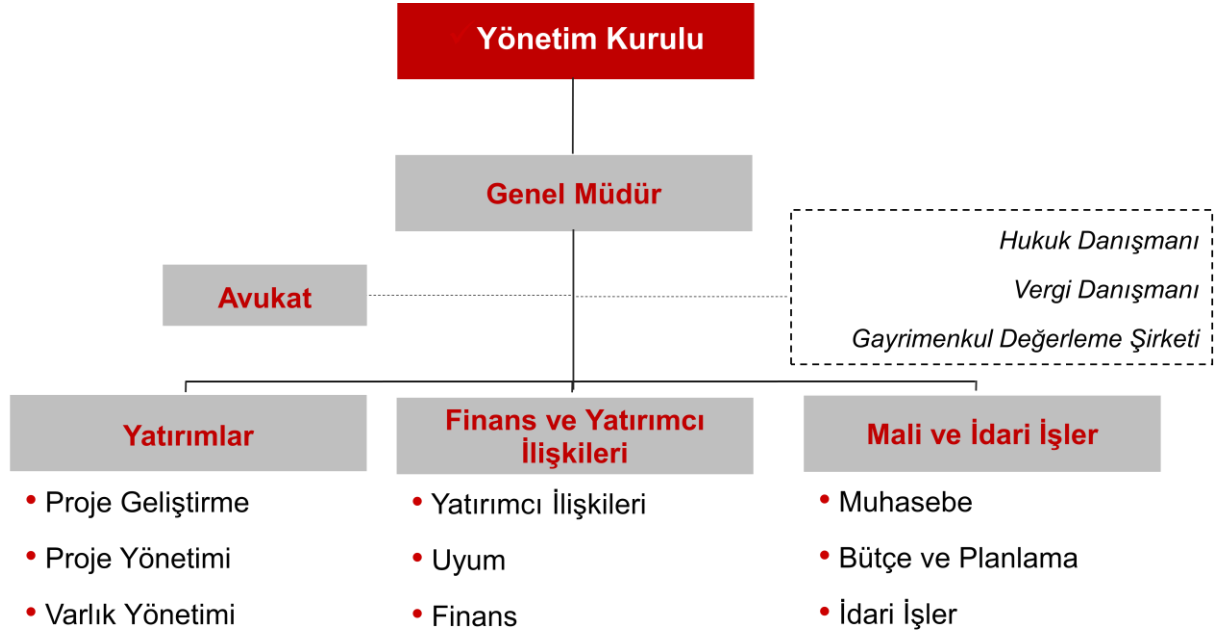 ✓ Yönetim Kurulu
Genel Müdür
Hukuk Danışmanı
Vergi Danışmanı
Gayrimenkul Değerleme Şirketi
Avukat
Yatırımlar
• Proje Geliştirme
• Proje Yönetimi
• Varlık Yönetimi
Finans ve Yatırımcı
İlişkileri
• Yatırımcı İlişkileri
• Uyum
• Finans
Mali ve İdari İşler
• Muhasebe
• Bütçe ve Planlama
• İdari İşler